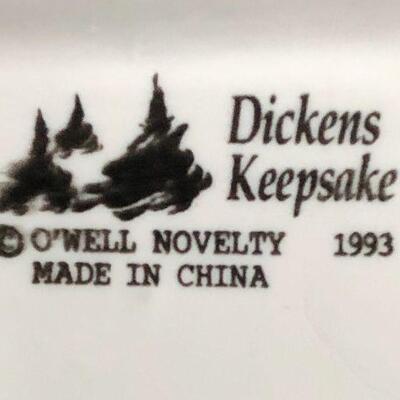 Dickens
Keepsake
© O'WELL NOVELTY 1993
MADE IN CHINA